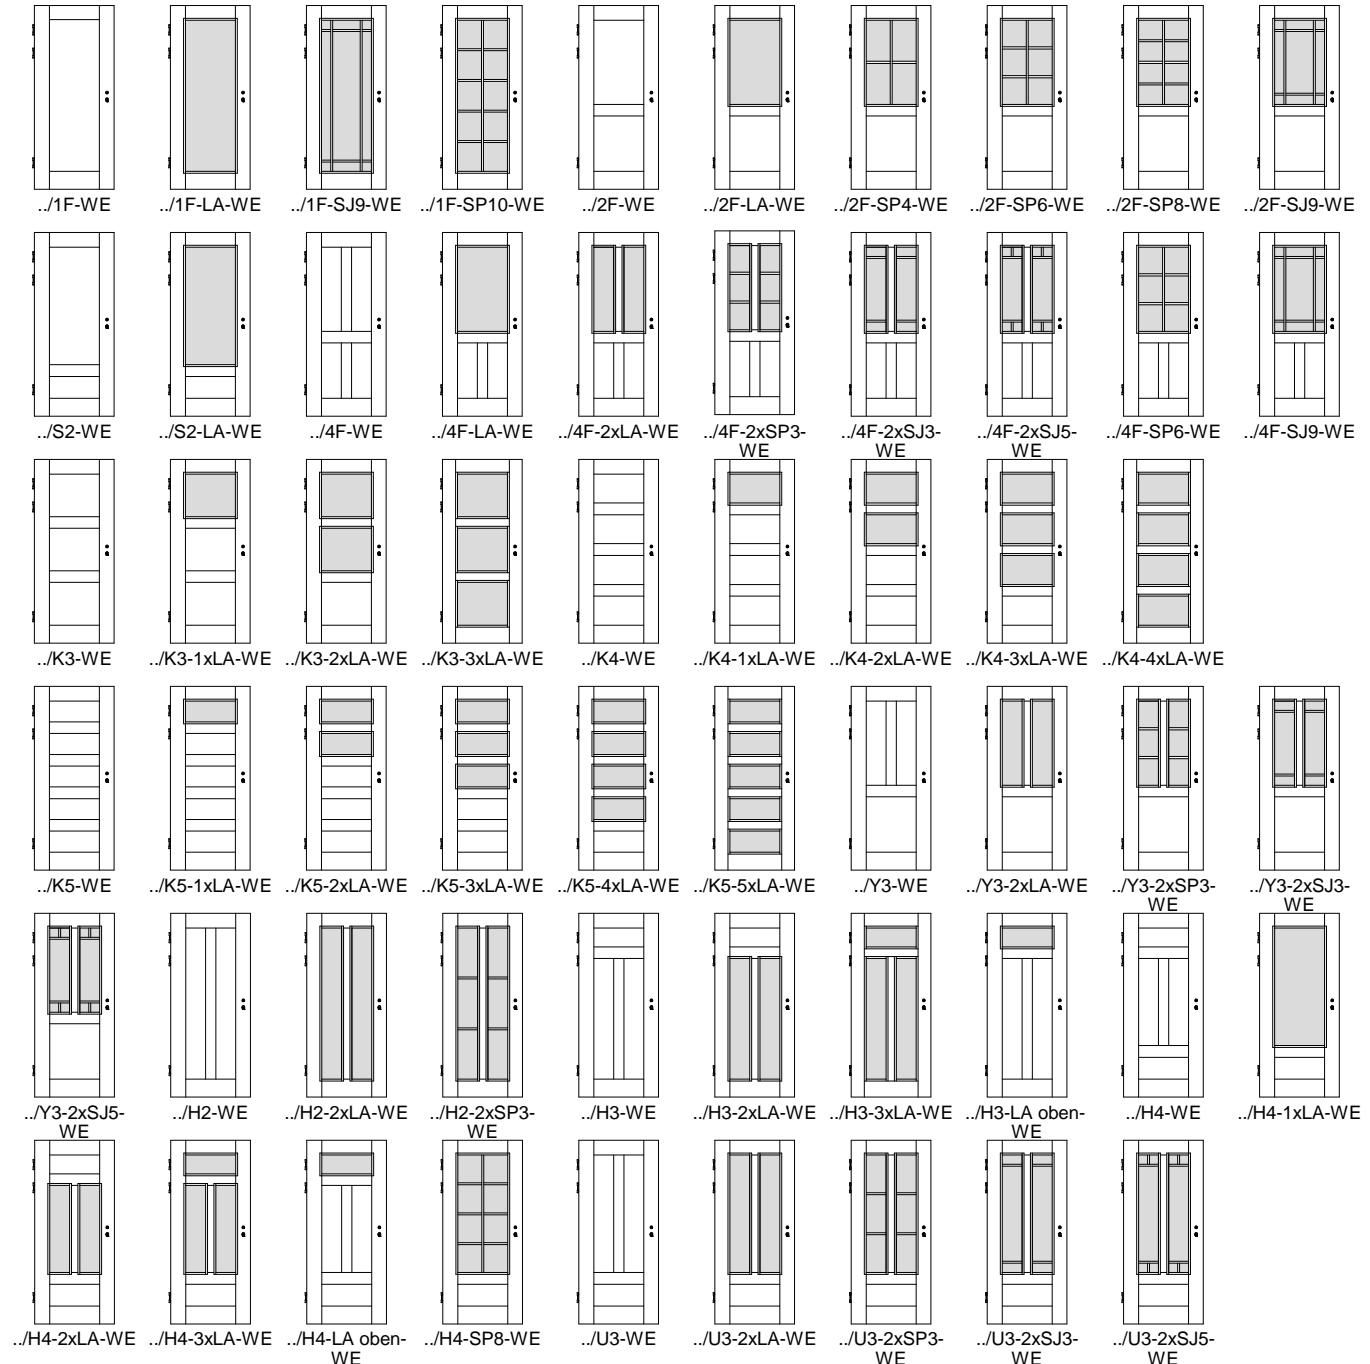 ../1F-WE ../1F-LA-WE ../1F-SJ9-WE ../1F-SP10-WE ../2F-WE ../2F-LA-WE ../2F-SP4-WE ../2F-SP6-WE ../2F-SP8-WE ../2F-SJ9-WE
../S2-WE ../S2-LA-WE ../4F-WE ../4F-LA-WE ../4F-2xLA-WE ../4F-2xSP3-WE ../4F-2xSJ3-WE ../4F-2xSJ5-WE ../4F-SP6-WE ../4F-SJ9-WE
../K3-WE ../K3-1xLA-WE ../K3-2xLA-WE ../K3-3xLA-WE ../K4-WE ../K4-1xLA-WE ../K4-2xLA-WE ../K4-3xLA-WE ../K4-4xLA-WE
../K5-WE ../K5-1xLA-WE ../K5-2xLA-WE ../K5-3xLA-WE ../K5-4xLA-WE ../K5-5xLA-WE ../Y3-WE ../Y3-2xLA-WE ../Y3-2xSP3-WE ../Y3-2xSJ3-WE
../Y3-2xSJ5-WE ../H2-WE ../H2-2xLA-WE ../H2-2xSP3-WE ../H3-WE ../H3-2xLA-WE ../H3-3xLA-WE ../H3-LA oben-WE ../H4-WE ../H4-1xLA-WE
../H4-2xLA-WE ../H4-3xLA-WE ../H4-LA oben-WE ../H4-SP8-WE ../U3-WE ../U3-2xLA-WE ../U3-2xSP3-WE ../U3-2xSJ3-WE ../U3-2xSJ5-WE